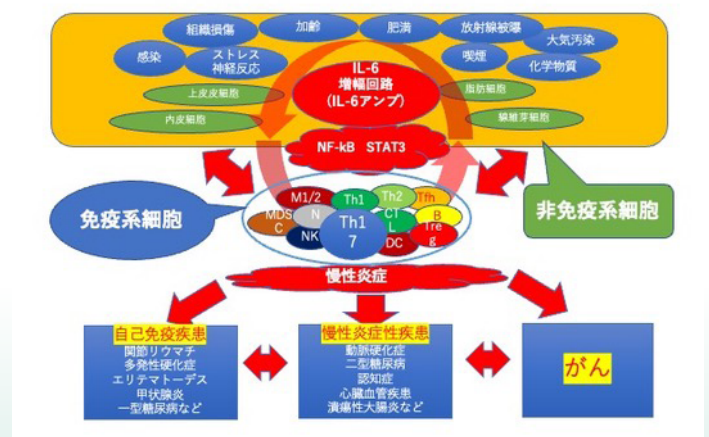 組織損傷
加齢
肥満
放射線被曝
大気汚染
感染
ストレス
神経反応
喫煙
化学物質
IL-6
増幅回路
(IL-6アンプ)
上皮皮細胞
脂肪細胞
内皮細胞
線維芽細胞
NF-kB STAT3
免疫系細胞
非免疫系細胞
M1/2
Th1
Th2
Tfh
MDS
C
N
Th1
7
CT
L
B
NK
DC
Tre
g
慢性炎症
自己免疫疾患
関節リウマチ
多発性硬化症
エリテマトーデス
甲状腺炎
一型糖尿病など
慢性炎症性疾患
動脈硬化症
二型糖尿病
認知症
心臓血管疾患
潰瘍性大腸炎など
がん